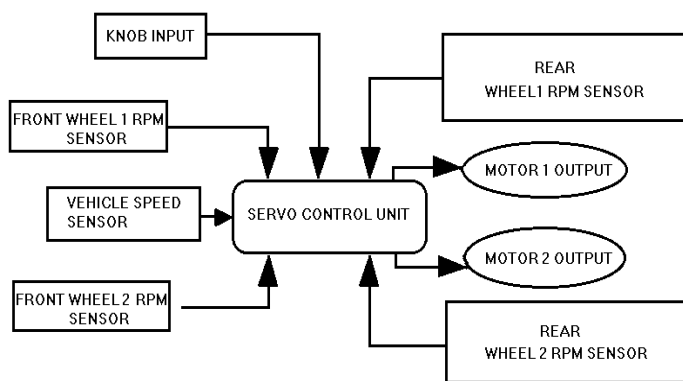 KNOB INPUT
REAR
WHEEL1 RPM SENSOR
FRONT WHEEL 1 RPM
SENSOR
MOTOR 1 OUTPUT
VEHICLE SPEED
SENSOR
SERVO CONTROL UNIT
MOTOR 2 OUTPUT
FRONT WHEEL 2 RPM
SENSOR
REAR
WHEEL 2 RPM SENSOR